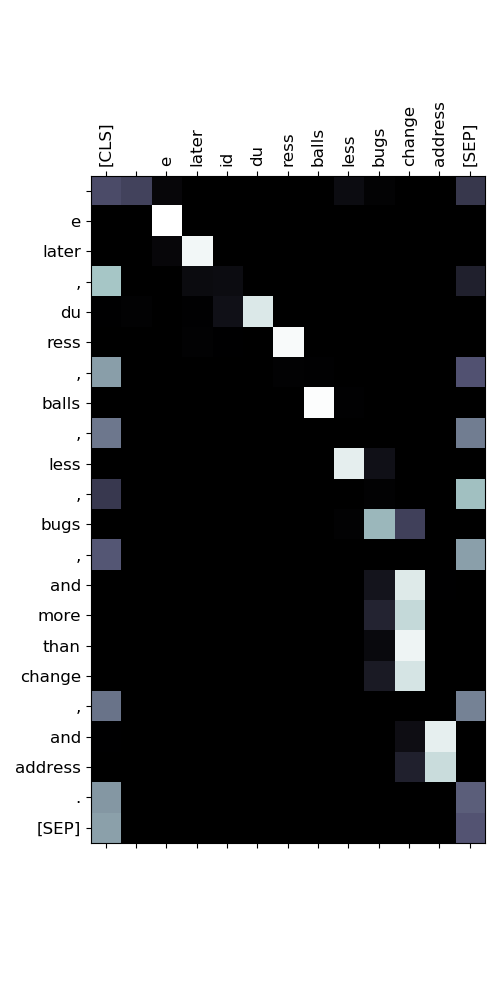 [CLS]
e
later
id
du
ress
balls
less
bugs
change
address
[SEP]
e
later
,
du
ress
,
balls
,
less
,
bugs
,
and
more
than
change
,
and
address
.
[SEP]